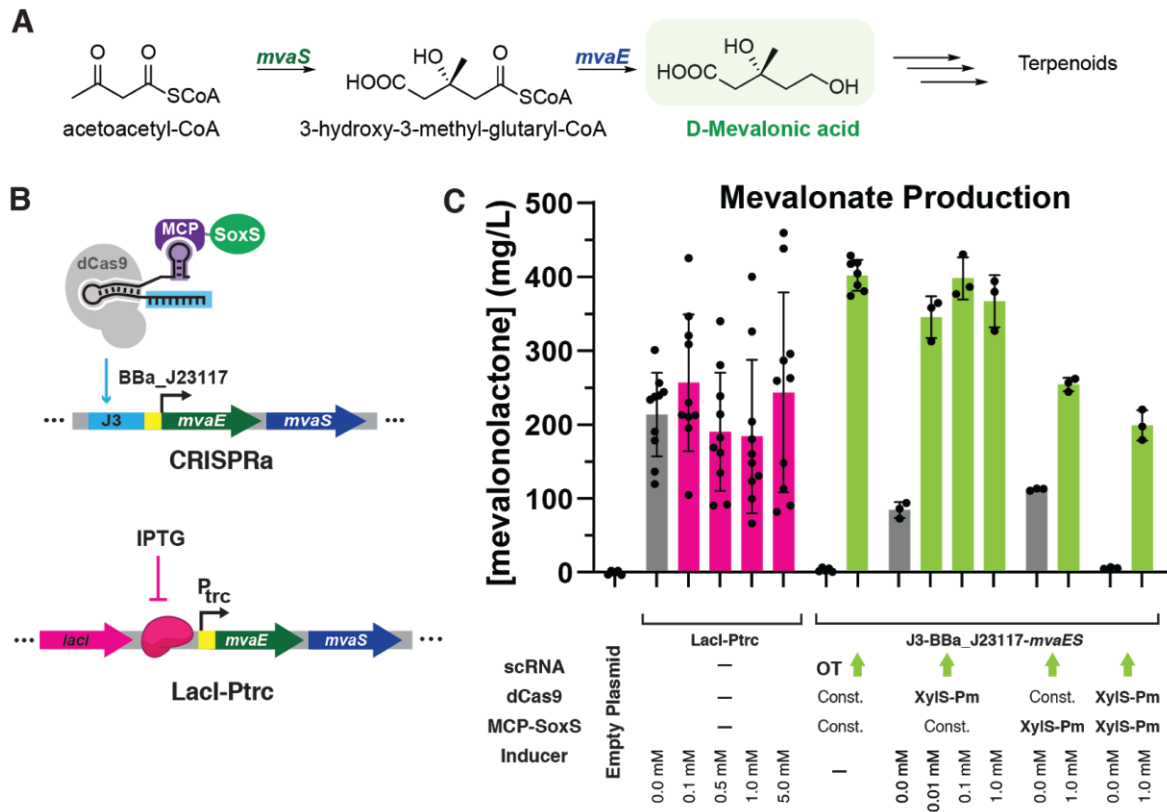 A
O O
SCoA
acetoacetyl-CoA
mvaS
HO
O
HOOC
SCoA
3-hydroxy-3-methyl-glutaryl-CoA
mvaE
HO
HOOC
OH
D-Mevalonic acid
Terpenoids
B
MCP
SoxS
dCas9
BBa_J23117
J3
mvaE
mvaS
CRISPRa
IPTG
Ptrc
lacI
mvaE
mvaS
LacI-Ptrc
C
Mevalonate Production
[mevalonolactone] (mg/L)
500
400
300
200
100
0
Empty Plasmid
LacI-Ptrc
J3-BBa_J23117-mvaES
scRNA — OT
dCas9 — Const. XylS-Pm Const. XylS-Pm
MCP-SoxS — Const. Const. XylS-Pm XylS-Pm
Inducer
0.0 mM
0.1 mM
0.5 mM
1.0 mM
5.0 mM
—
0.0 mM
0.01 mM
0.1 mM
1.0 mM
0.0 mM
1.0 mM
0.0 mM
1.0 mM